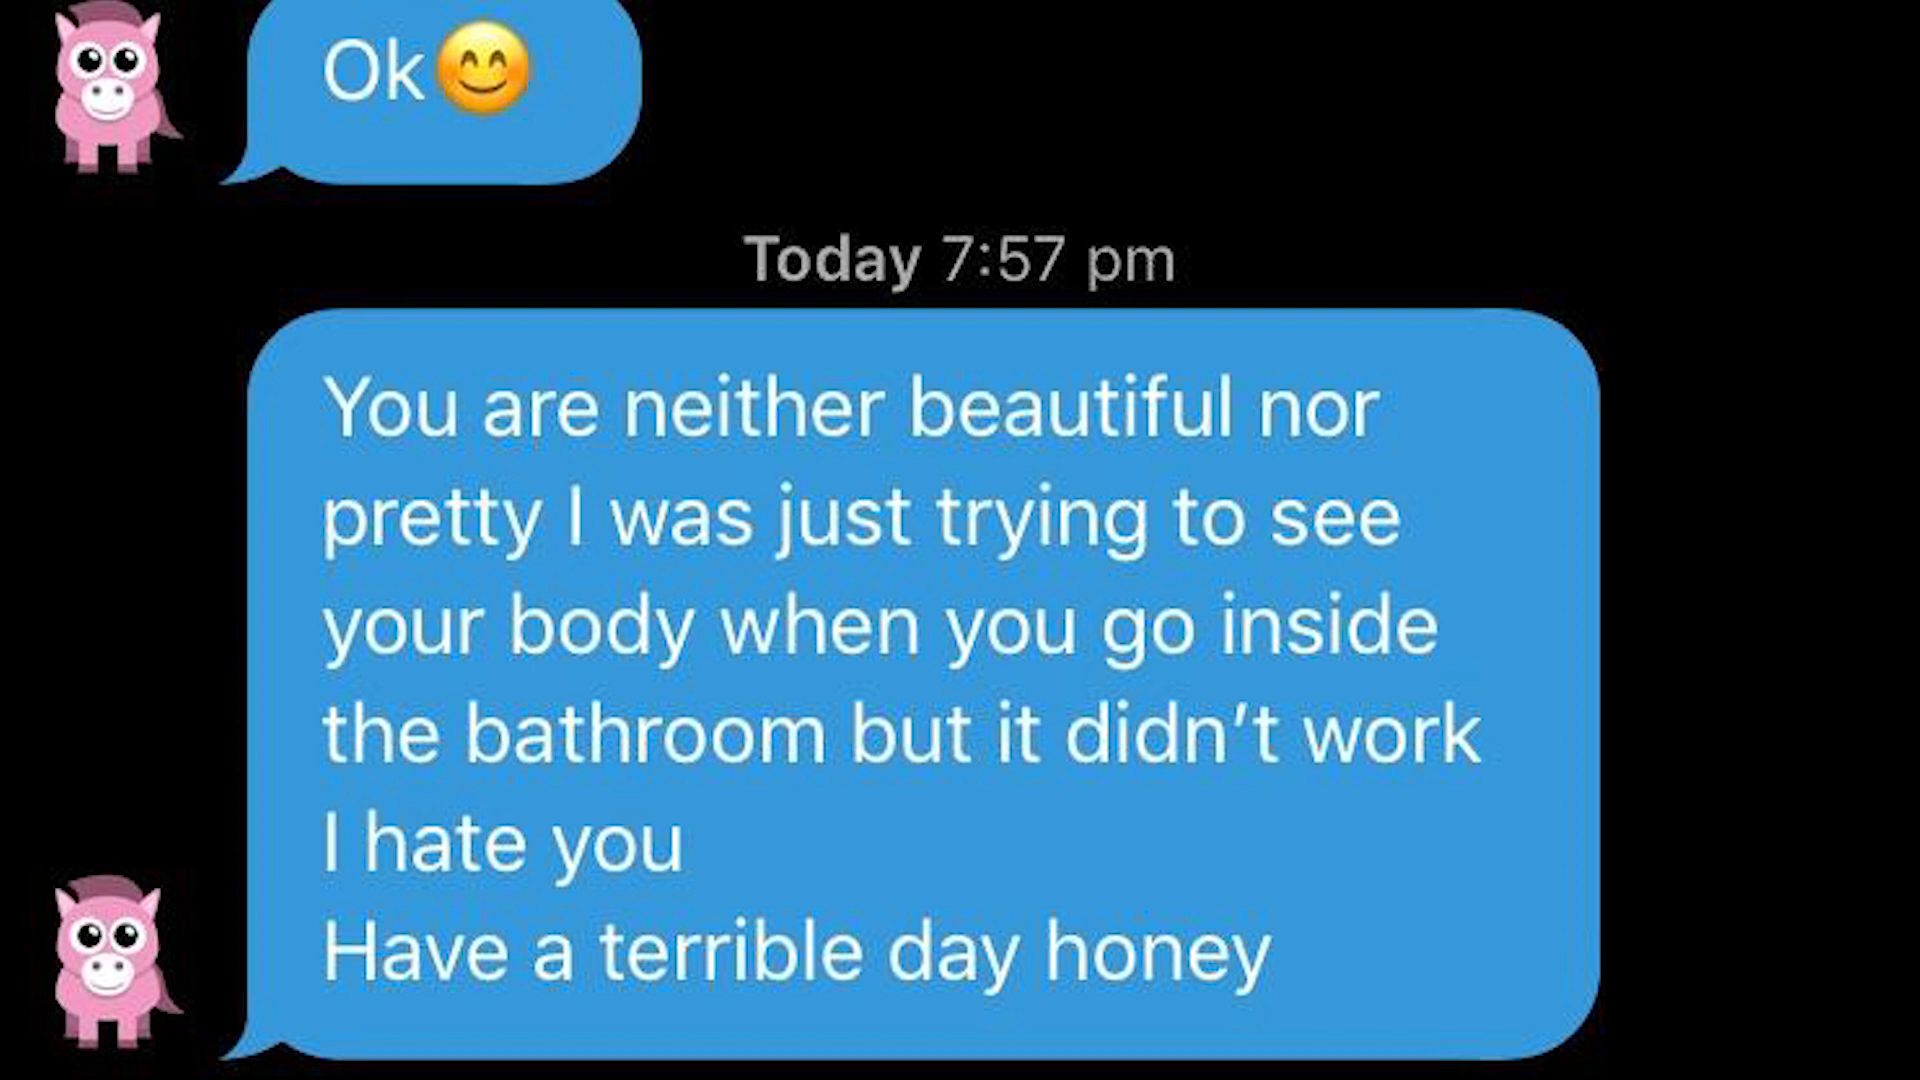 Ok😊
Today 7:57 pm
You are neither beautiful nor
pretty I was just trying to see
your body when you go inside
the bathroom but it didn’t work
I hate you
Have a terrible day honey